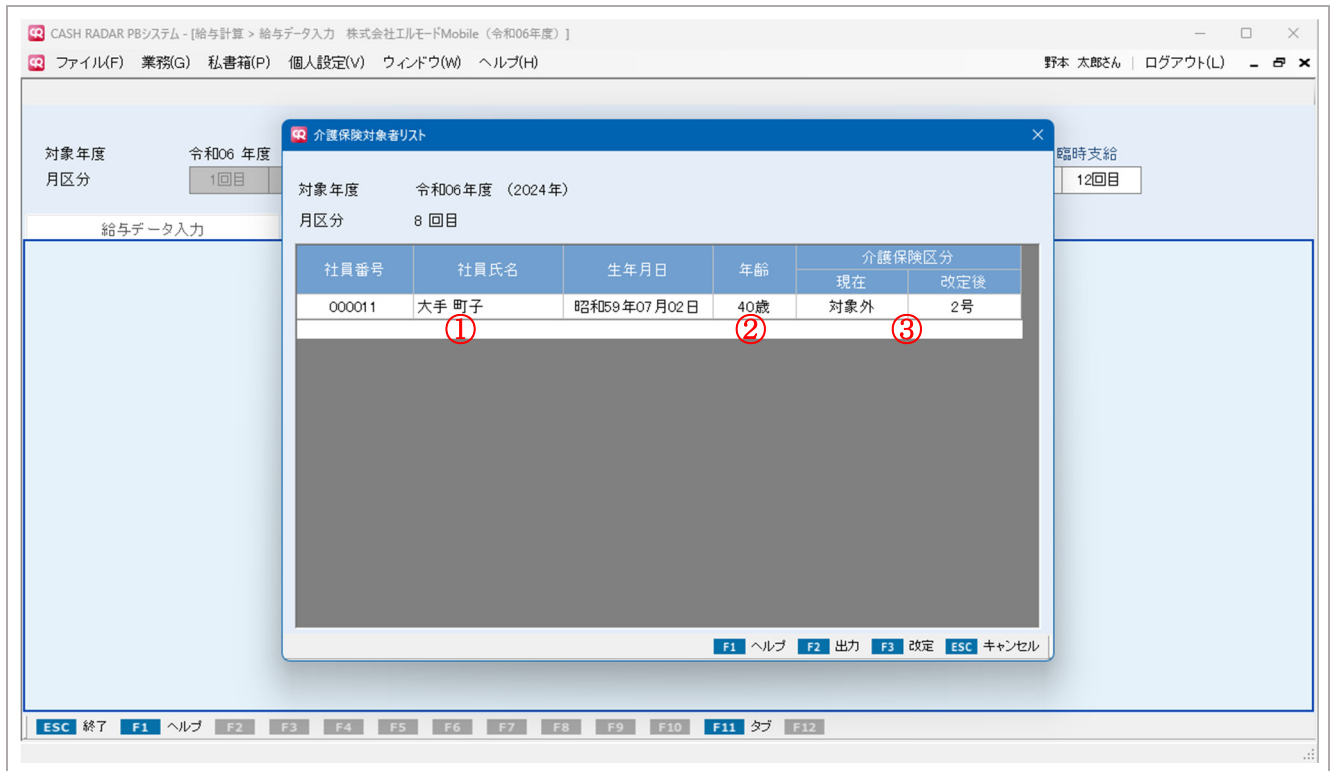 CASH RADAR PBシステム - [給与計算 > 給与データ入力 株式会社エルモードMobile（令和06年度）]
ファイル(F) 業務(G) 私書箱(P) 個人設定(V) ウィンドウ(W) ヘルプ(H) 野本 太郎さん | ログアウト(L)
介護保険対象者リスト
対象年度 令和06 年度 臨時支給
月区分 1回目 12回目
給与データ入力
対象年度 令和06年度 （2024年）
月区分 8 回目
社員番号 社員氏名 生年月日 年齢 介護保険区分
現在 改定後
000011 大手 町子 昭和59年07月02日 40歳 対象外 2号
① ② ③
F1 ヘルプ F2 出力 F3 改定 ESC キャンセル
ESC 終了 F1 ヘルプ F2 F3 F4 F5 F6 F7 F8 F9 F10 F11 タブ F12